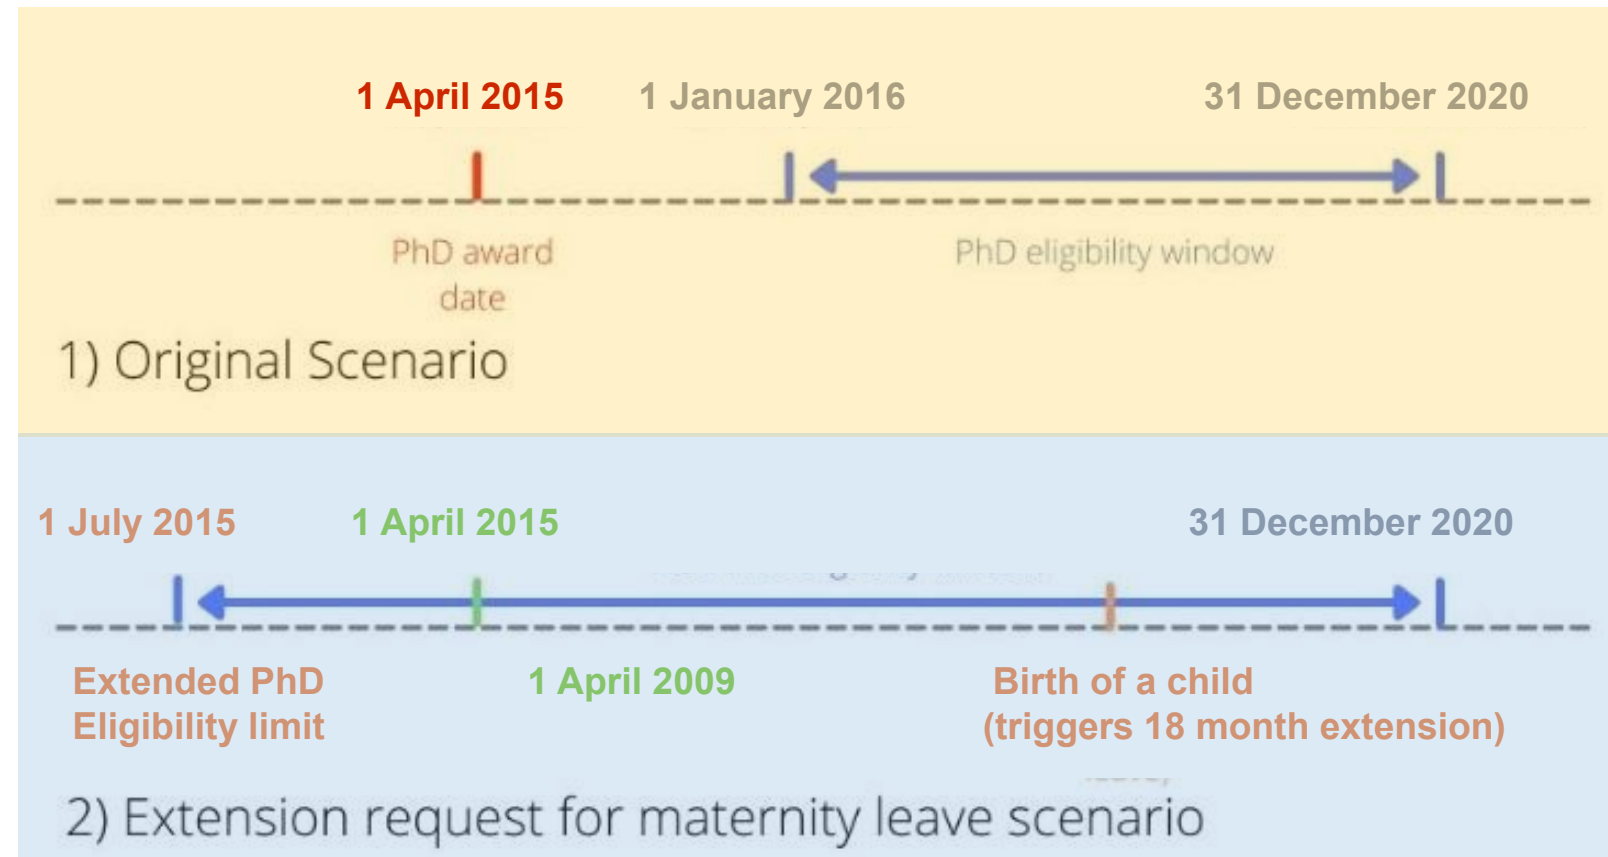 1 April 2015 1 January 2016 31 December 2020
PhD award
date
PhD eligibility window
1) Original Scenario
1 July 2015 1 April 2015 31 December 2020
Extended PhD
Eligibility limit
1 April 2009
Birth of a child
(triggers 18 month extension)
2) Extension request for maternity leave scenario